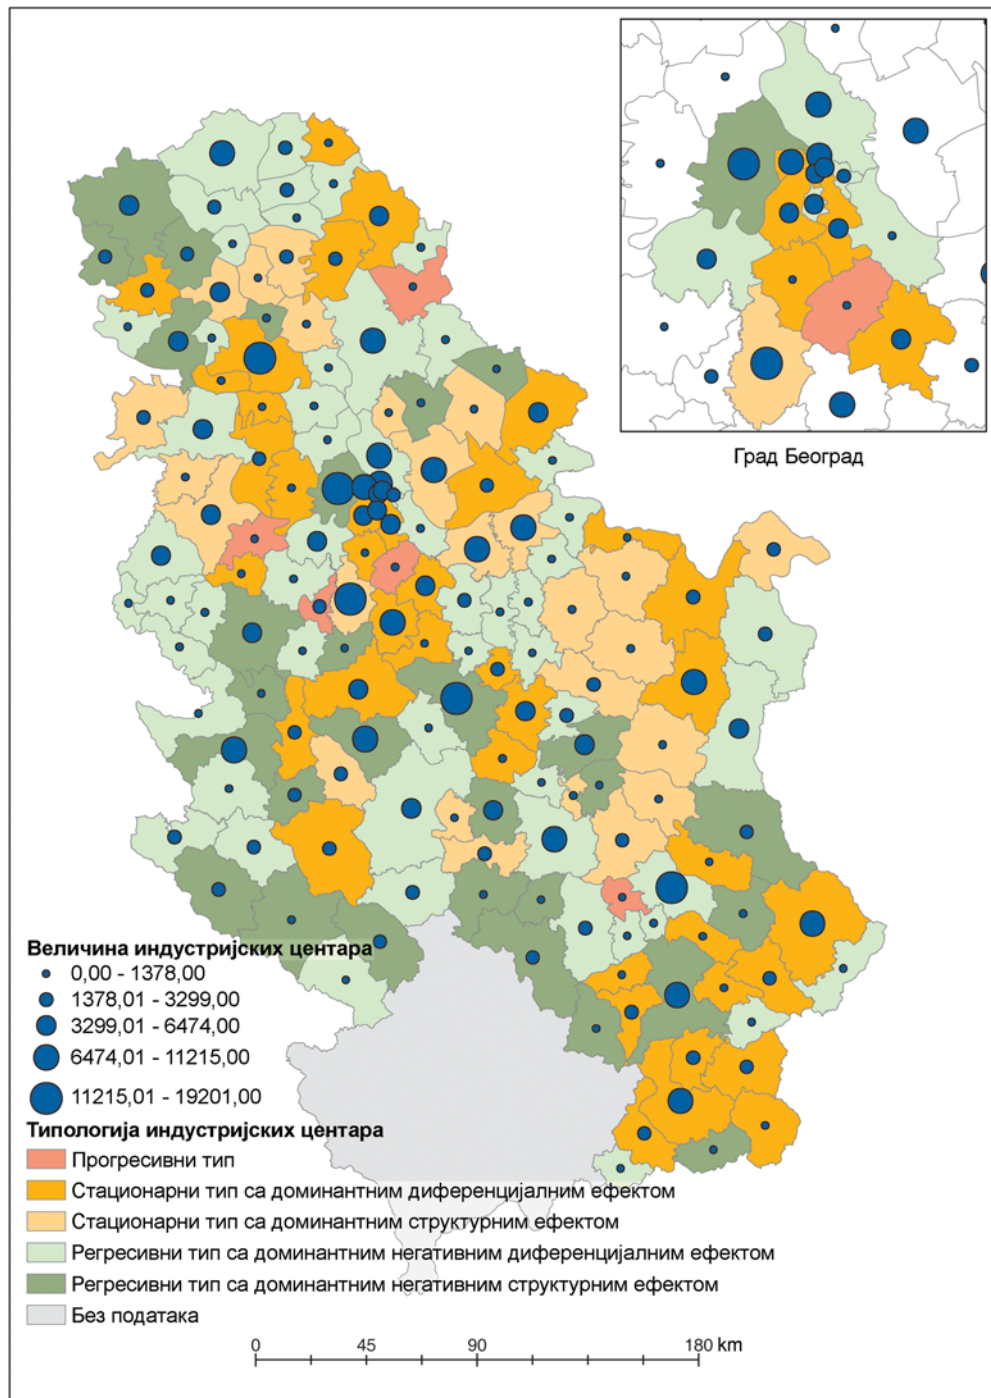 Град Београд
Величина индустријских центара
0,00 - 1378,00
1378,01 - 3299,00
3299,01 - 6474,00
6474,01 - 11215,00
11215,01 - 19201,00
Типологија индустријских центара
Прогресивни тип
Стационарни тип са доминантним диференцијалним ефектом
Стационарни тип са доминантним структурним ефектом
Регресивни тип са доминантним негативним диференцијалним ефектом
Регресивни тип са доминантним негативним структурним ефектом
Без података
0 45 90 180 km